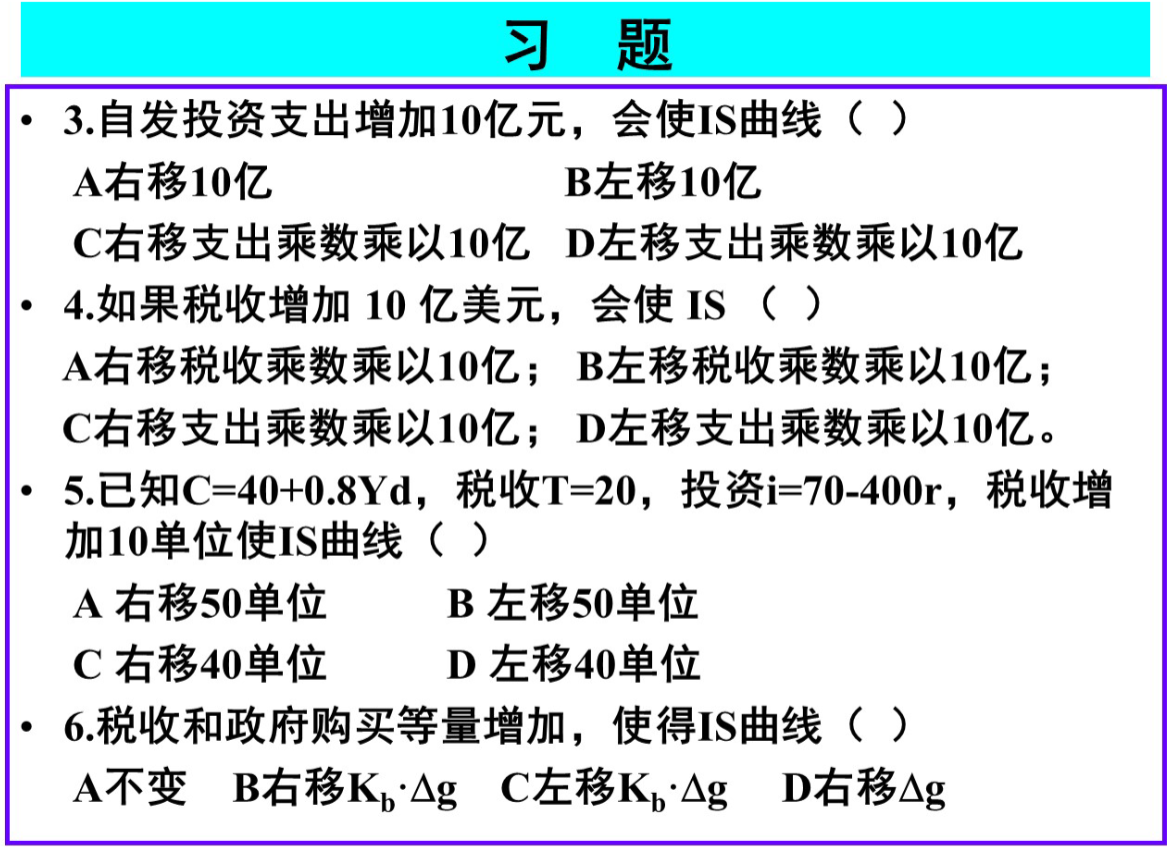 习 题
• 3.自发投资支出增加10亿元，会使IS曲线（ ）
A右移10亿 B左移10亿
C右移支出乘数乘以10亿 D左移支出乘数乘以10亿
• 4.如果税收增加 10 亿美元，会使 IS （ ）
A右移税收乘数乘以10亿； B左移税收乘数乘以10亿；
C右移支出乘数乘以10亿； D左移支出乘数乘以10亿。
• 5.已知C=40+0.8Yd，税收T=20，投资i=70-400r，税收增
加10单位使IS曲线（ ）
A 右移50单位 B 左移50单位
C 右移40单位 D 左移40单位
• 6.税收和政府购买等量增加，使得IS曲线（ ）
A不变 B右移Kb·Δg C左移Kb·Δg D右移Δg